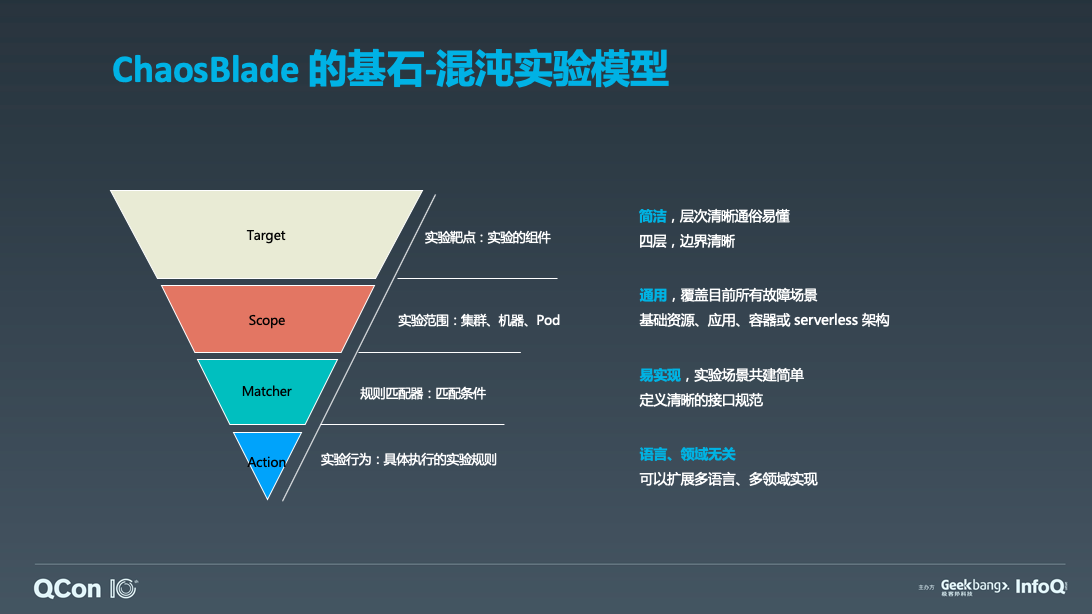 ChaosBlade 的基石-混沌实验模型
Target
实验靶点：实验的组件
Scope
实验范围：集群、机器、Pod
Matcher
规则匹配器：匹配条件
Action
实验行为：具体执行的实验规则
简洁，层次清晰通俗易懂
四层，边界清晰
通用，覆盖目前所有故障场景
基础资源、应用、容器或 serverless 架构
易实现，实验场景共建简单
定义清晰的接口规范
语言、领域无关
可以扩展多语言、多领域实现
QCon 10
主办方 Geekbang>. InfoQ
极客邦科技